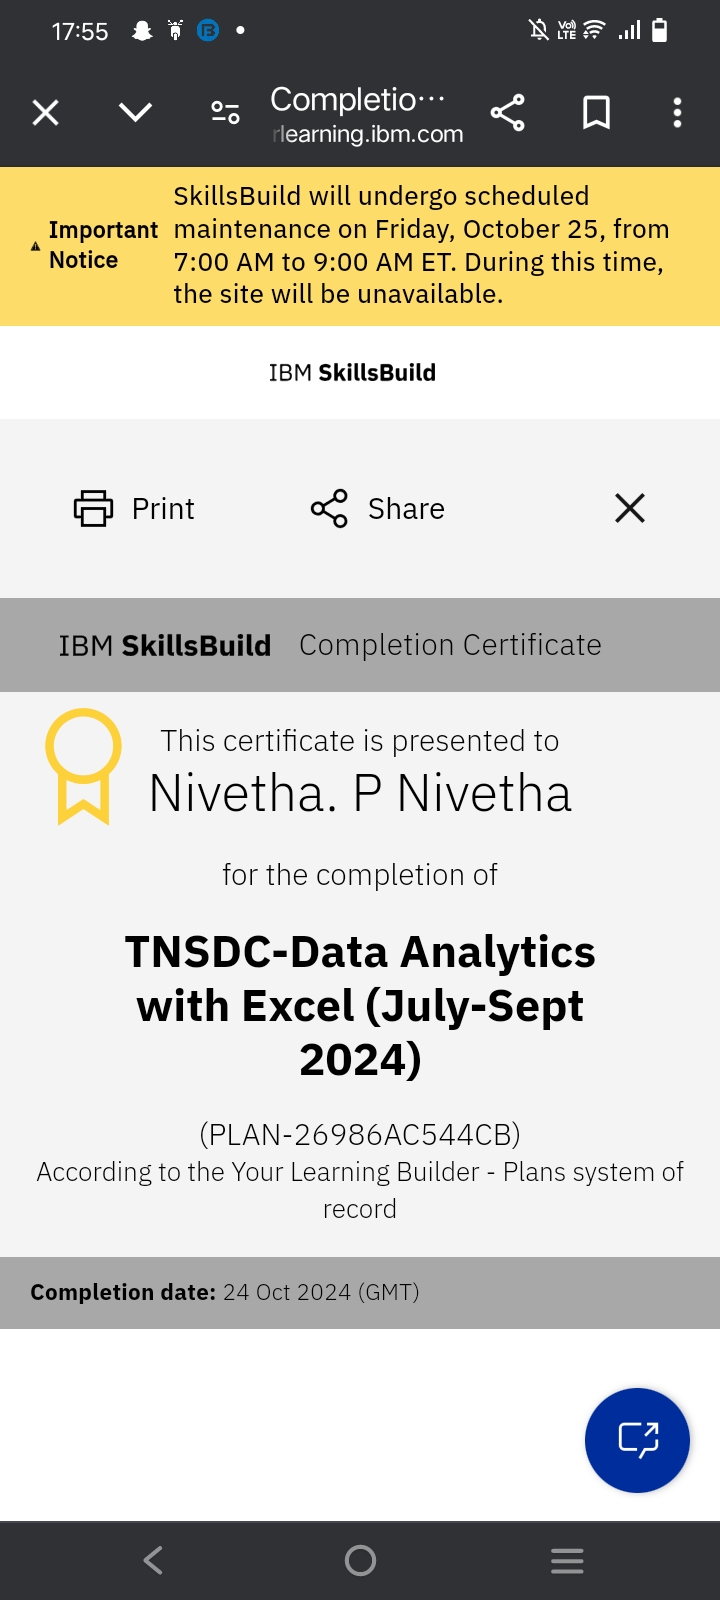 17:55
Vo))
LTE
Completio...
rlearning.ibm.com
Important
Notice
SkillsBuild will undergo scheduled
maintenance on Friday, October 25, from
7:00 AM to 9:00 AM ET. During this time,
the site will be unavailable.
IBM SkillsBuild
Print
Share
IBM SkillsBuild Completion Certificate
This certificate is presented to
Nivetha. P Nivetha
for the completion of
TNSDC-Data Analytics
with Excel (July-Sept
2024)
(PLAN-26986AC544CB)
According to the Your Learning Builder - Plans system of
record
Completion date: 24 Oct 2024 (GMT)